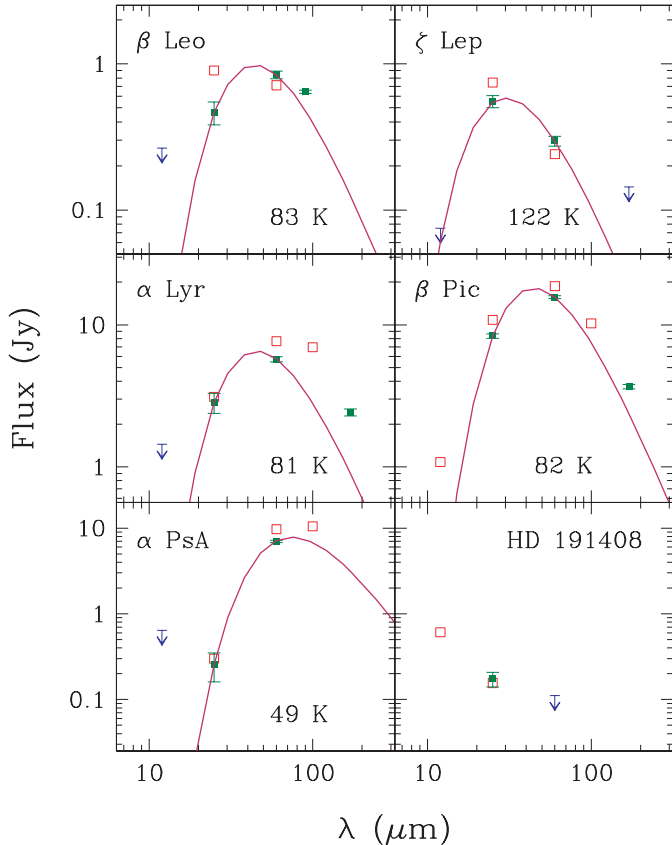 β Leo
ζ Lep
1
0.1
83 K
122 K
α Lyr
β Pic
10
1
81 K
82 K
Flux (Jy)
α PsA
HD 191408
10
1
0.1
49 K
10
100
10
100
λ (μm)